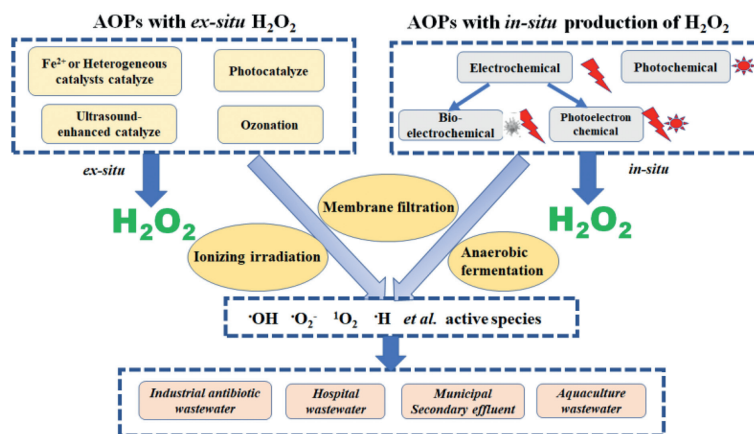 AOPs with ex-situ H₂O₂
AOPs with in-situ production of H₂O₂
Fe²⁺ or Heterogeneous
catalysts catalyze
Photocatalyze
Ultrasound-
enhanced catalyze
Ozonation
Electrochemical
Photochemical
Bio-
electrochemical
Photoelectron
chemical
ex-situ
in-situ
H₂O₂
H₂O₂
Membrane filtration
Ionizing irradiation
Anaerobic
fermentation
·OH ·O₂⁻ ¹O₂ ·H et al. active species
Industrial antibiotic
wastewater
Hospital
wastewater
Municipal
Secondary effluent
Aquaculture
wastewater